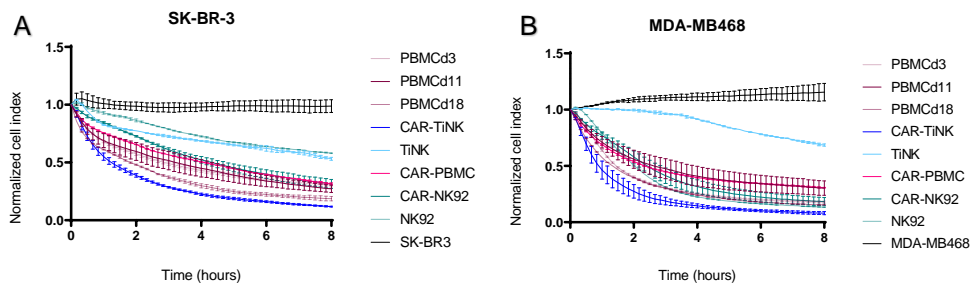 A
SK-BR-3
Normalized cell index
1.5
1.0
0.5
0.0
0
2
4
6
8
Time (hours)
PBMCd3
PBMCd11
PBMCd18
CAR-TiNK
TiNK
CAR-PBMC
CAR-NK92
NK92
SK-BR3
B
MDA-MB468
Normalized cell index
1.5
1.0
0.5
0.0
0
2
4
6
8
Time (hours)
PBMCd3
PBMCd11
PBMCd18
CAR-TiNK
TiNK
CAR-PBMC
CAR-NK92
NK92
MDA-MB468